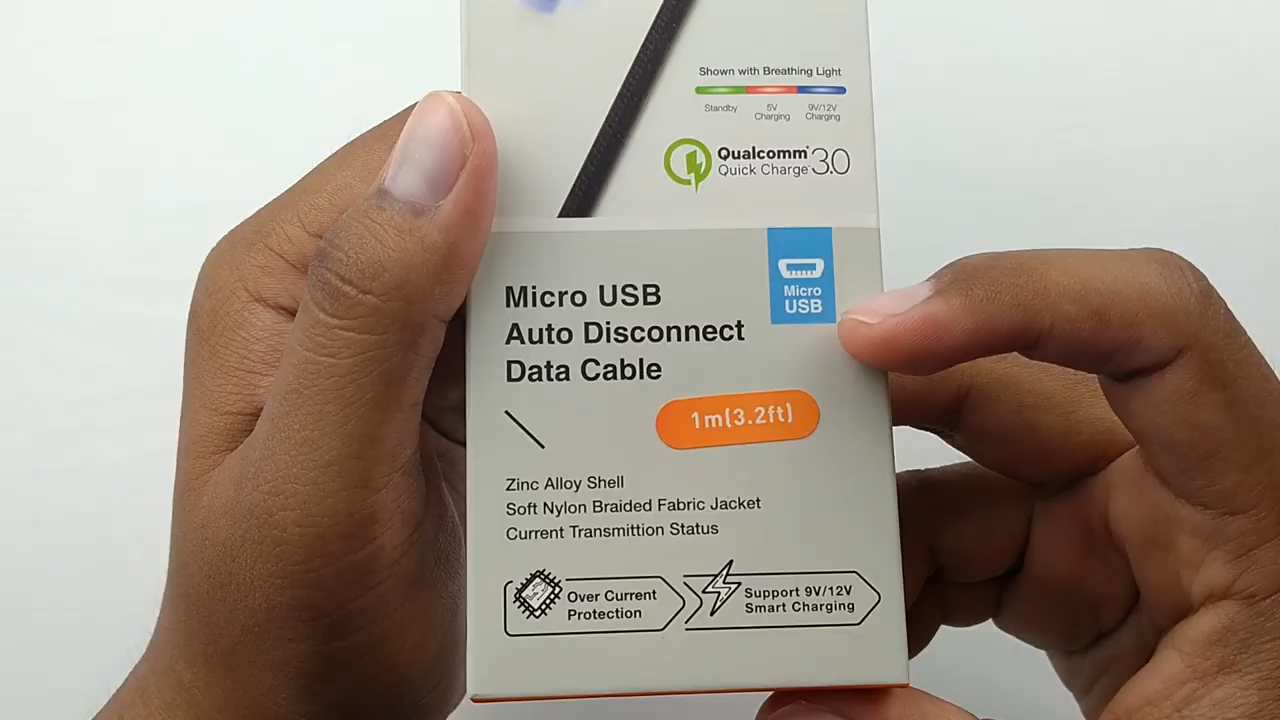 Shown with Breathing Light
Standby
5V
Charging
9V/12V
Charging
Qualcomm®
Quick Charge™ 3.0
Micro
USB
Micro USB
Auto Disconnect
Data Cable
1m(3.2ft)
Zinc Alloy Shell
Soft Nylon Braided Fabric Jacket
Current Transmittion Status
Over Current
Protection
Support 9V/12V
Smart Charging